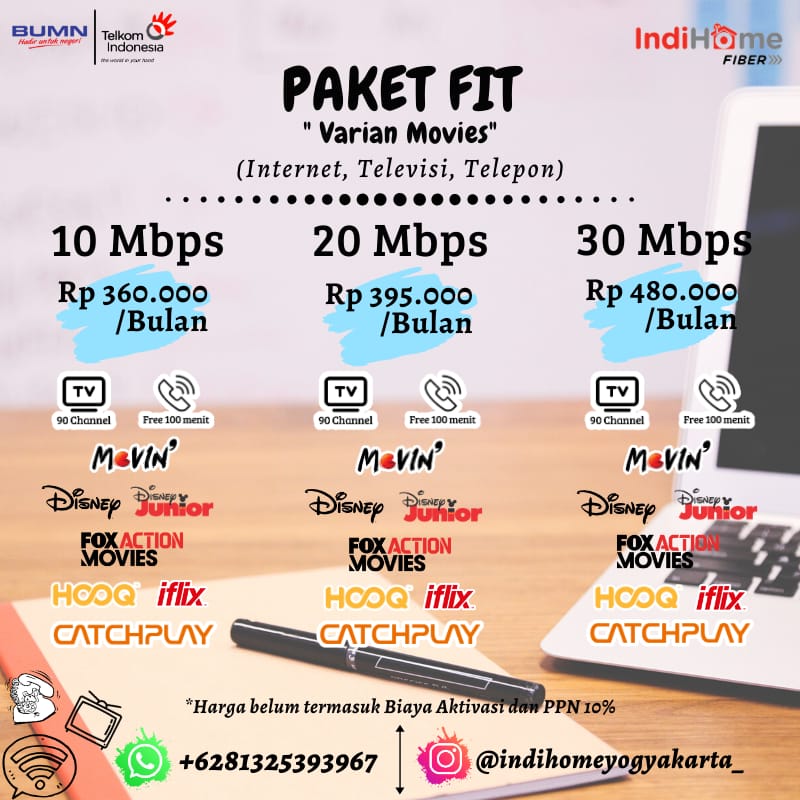 BUMN
Hadir untuk negeri
Telkom
Indonesia
the world in your hand
IndiHome
FIBER
PAKET FIT
" Varian Movies"
(Internet, Televisi, Telepon)
10 Mbps
Rp 360.000
/Bulan
TV
90 Channel
Free 100 menit
MOVIN'
Disney
Disney
Junior
FOX ACTION
MOVIES
HOOQ
iflix
CATCHPLAY
20 Mbps
Rp 395.000
/Bulan
TV
90 Channel
Free 100 menit
MOVIN'
Disney
Disney
Junior
FOX ACTION
MOVIES
HOOQ
iflix
CATCHPLAY
30 Mbps
Rp 480.000
/Bulan
TV
90 Channel
Free 100 menit
MOVIN'
Disney
Disney
Junior
FOX ACTION
MOVIES
HOOQ
iflix
CATCHPLAY
*Harga belum termasuk Biaya Aktivasi dan PPN 10%
+6281325393967
@indihomeyogyakarta_